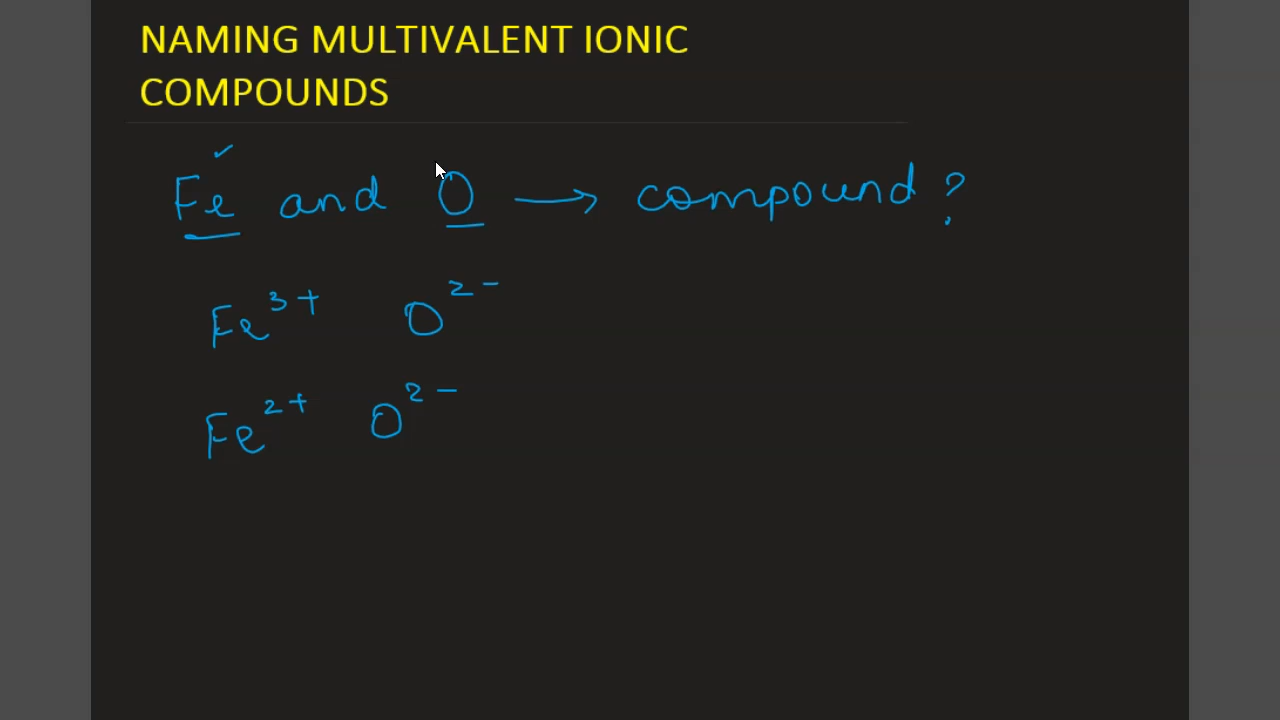 NAMING MULTIVALENT IONIC
COMPOUNDS
Fe and O → compound?
Fe³⁺ O²⁻
Fe²⁺ O²⁻